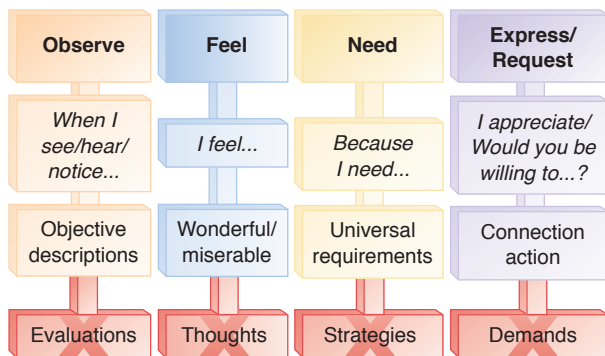 Observe
When I
see/hear/
notice...
Objective
descriptions
Evaluations
Feel
I feel...
Wonderful/
miserable
Thoughts
Need
Because
I need...
Universal
requirements
Strategies
Express/
Request
I appreciate/
Would you be
willing to...?
Connection
action
Demands